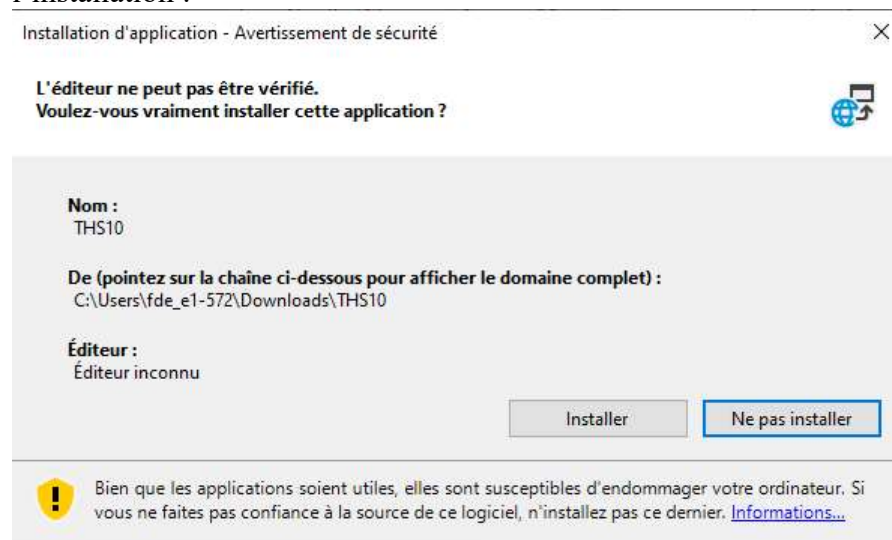 l'installation :
Installation d'application - Avertissement de sécurité
L'éditeur ne peut pas être vérifié.
Voulez-vous vraiment installer cette application ?
Nom :
THS10
De (pointez sur la chaîne ci-dessous pour afficher le domaine complet) :
C:\Users\fde_e1-572\Downloads\THS10
Éditeur :
Éditeur inconnu
Installer
Ne pas installer
Bien que les applications soient utiles, elles sont susceptibles d'endommager votre ordinateur. Si
vous ne faites pas confiance à la source de ce logiciel, n'installez pas ce dernier. Informations...